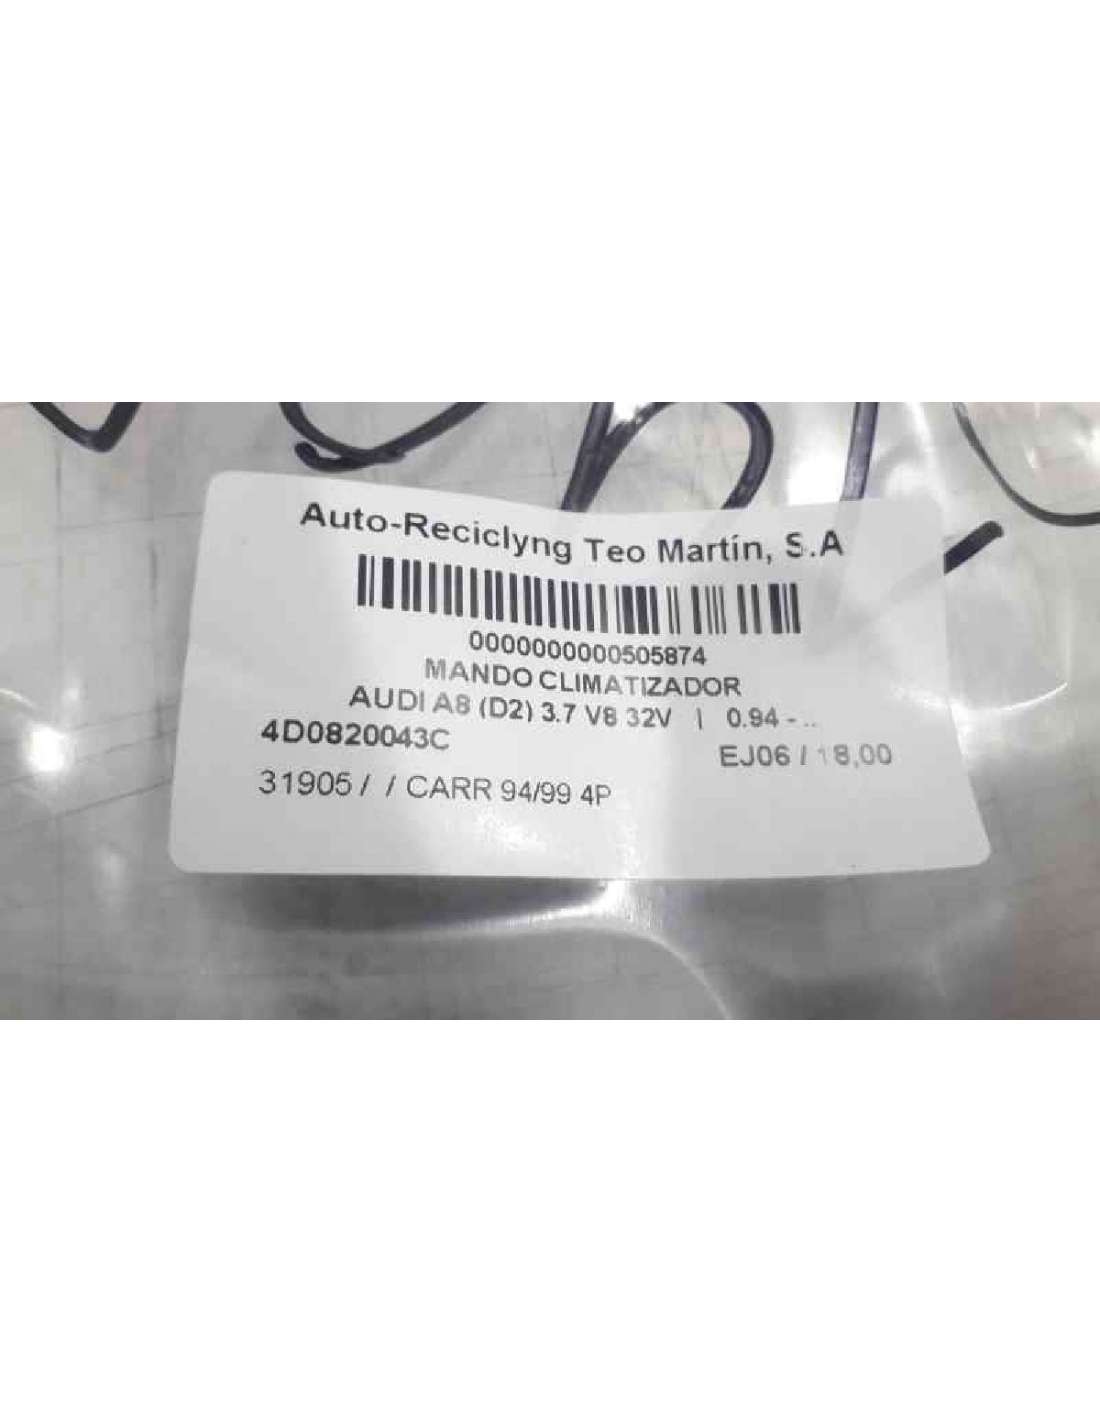 Auto-Reciclyng Teo Martín, S.A
0000000000505874
MANDO CLIMATIZADOR
AUDI A8 (D2) 3.7 V8 32V | 0.94 - ..
4D0820043C
EJ06 / 18,00
31905 / / CARR 94/99 4P